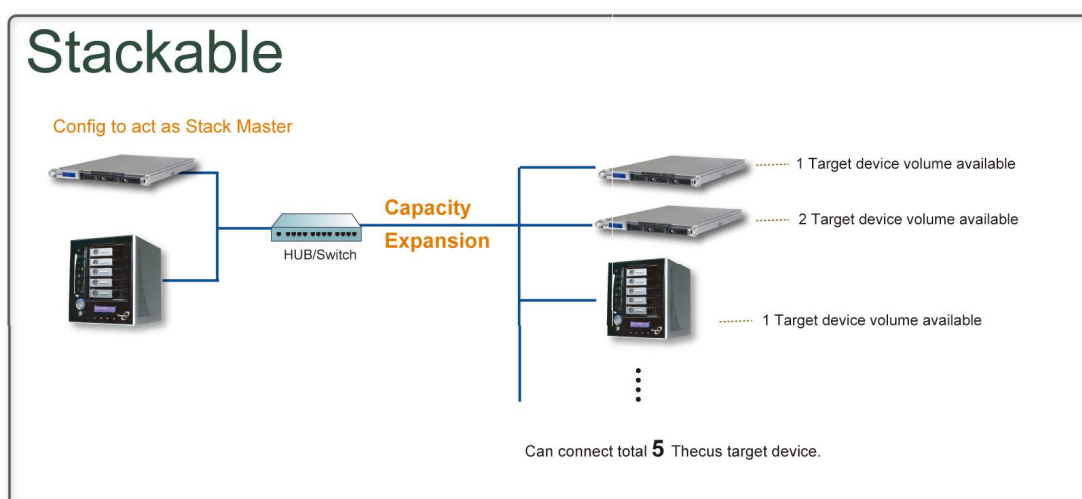 Stackable
Config to act as Stack Master
1 Target device volume available
2 Target device volume available
Capacity
Expansion
HUB/Switch
1 Target device volume available
Can connect total 5 Thecus target device.